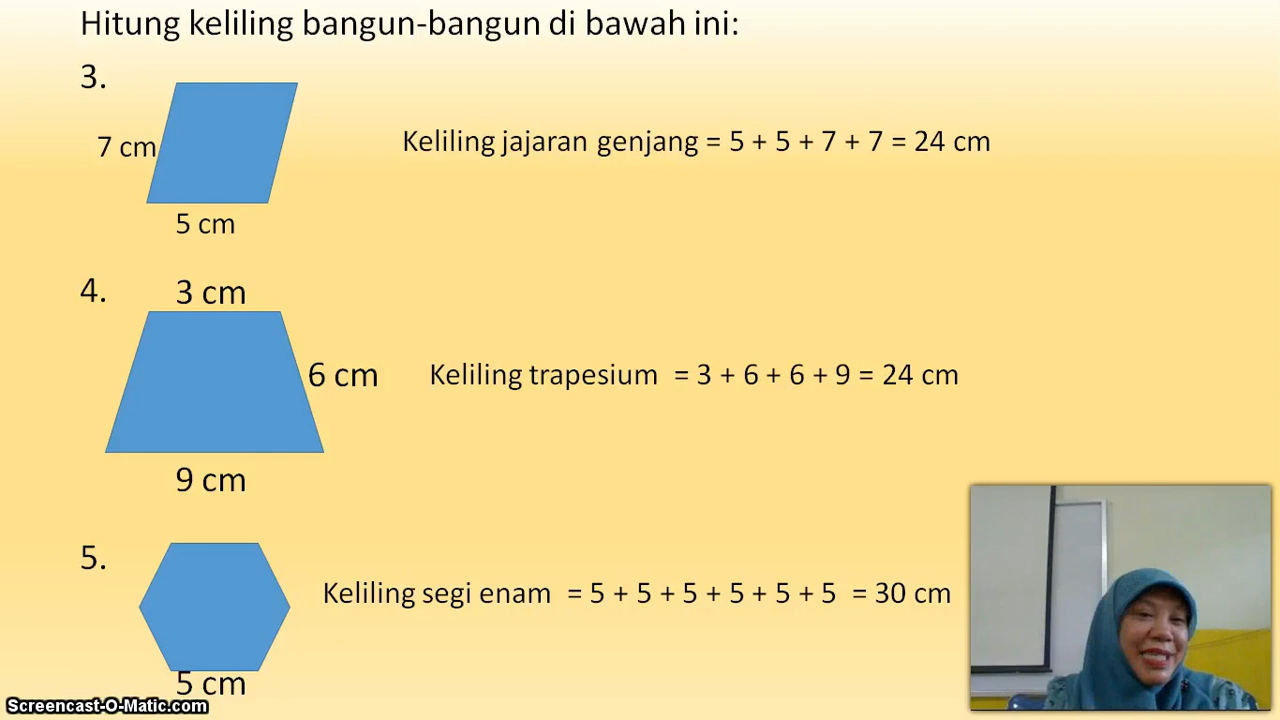 Hitung keliling bangun-bangun di bawah ini:
3.
7 cm
Keliling jajaran genjang = 5 + 5 + 7 + 7 = 24 cm
5 cm
4.
3 cm
6 cm
Keliling trapesium = 3 + 6 + 6 + 9 = 24 cm
9 cm
5.
Keliling segi enam = 5 + 5 + 5 + 5 + 5 + 5 = 30 cm
5 cm
Screencast-O-Matic.com